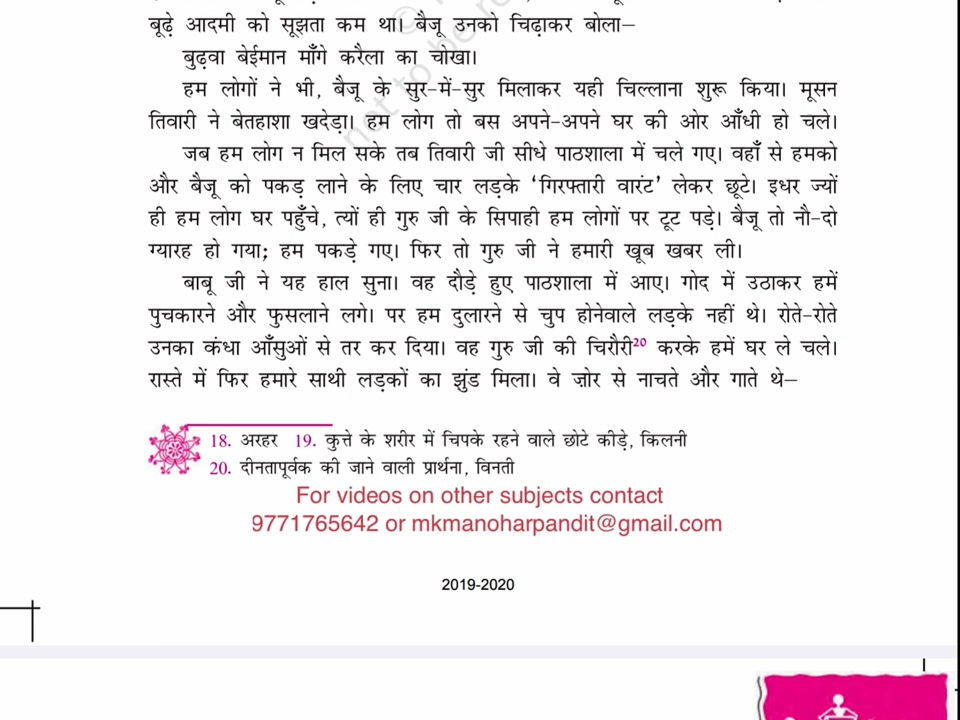 बूढ़े आदमी को सूझता कम था। बैजू उनको चिढ़ाकर बोला–
बुढ़वा बेईमान माँगे करैला का चोखा।
हम लोगों ने भी, बैजू के सुर-में-सुर मिलाकर यही चिल्लाना शुरू किया। मूसन
तिवारी ने बेतहाशा खदेड़ा। हम लोग तो बस अपने-अपने घर की ओर आँधी हो चले।
जब हम लोग न मिल सके तब तिवारी जी सीधे पाठशाला में चले गए। वहाँ से हमको
और बैजू को पकड़ लाने के लिए चार लड़के ‘गिरफ्तारी वारंट’ लेकर छूटे। इधर ज्यों
ही हम लोग घर पहुँचे, त्यों ही गुरु जी के सिपाही हम लोगों पर टूट पड़े। बैजू तो नौ-दो
ग्यारह हो गया; हम पकड़े गए। फिर तो गुरु जी ने हमारी खूब खबर ली।
बाबू जी ने यह हाल सुना। वह दौड़े हुए पाठशाला में आए। गोद में उठाकर हमें
पुचकारने और फुसलाने लगे। पर हम दुलारने से चुप होनेवाले लड़के नहीं थे। रोते-रोते
उनका कंधा आँसुओं से तर कर दिया। वह गुरु जी की चिरौरी20 करके हमें घर ले चले।
रास्ते में फिर हमारे साथी लड़कों का झुंड मिला। वे ज़ोर से नाचते और गाते थे–
18. अरहर 19. कुत्ते के शरीर में चिपके रहने वाले छोटे कीड़े, किलनी
20. दीनतापूर्वक की जाने वाली प्रार्थना, विनती
For videos on other subjects contact
9771765642 or mkmanoharpandit@gmail.com
2019-2020